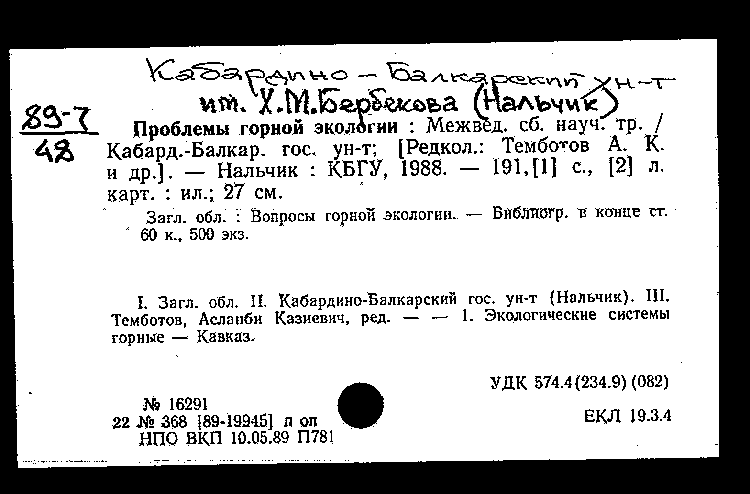 Кабардино - Балкарский ун-т
им. Х.М.Бербекова (Нальчик)
89-7
48
Проблемы горной экологии : Межвед. сб. науч. тр. /
Кабард.-Балкар. гос. ун-т; [Редкол.: Темботов А. К.
и др.]. — Нальчик : КБГУ, 1988. — 191,[1] с., [2] л.
карт. : ил.; 27 см.
Загл. обл. : Вопросы горной экологии. — Библиогр. в конце ст.
60 к., 500 экз.
I. Загл. обл. II. Кабардино-Балкарский гос. ун-т (Нальчик). III.
Темботов, Асланби Казиевич, ред. — — 1. Экологические системы
горные — Кавказ.
УДК 574.4(234.9) (082)
№ 16291
22 № 368 [89-19945] п оп
ЕКЛ 19.3.4
НПО ВКП 10.05.89 П781